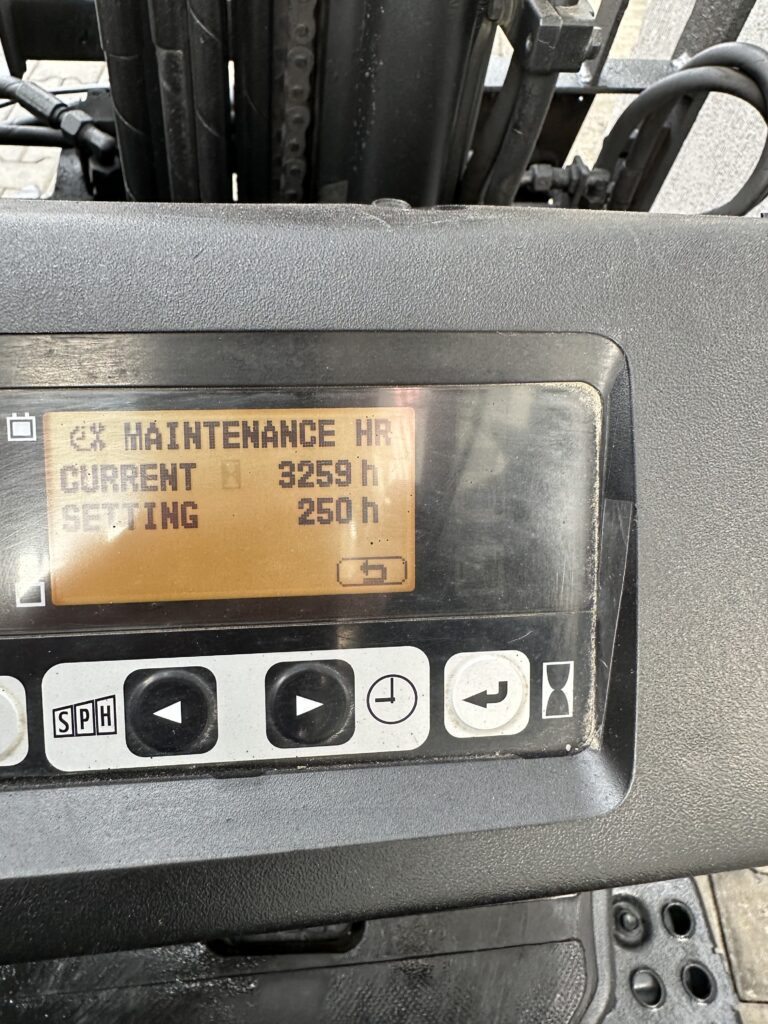 MAINTENANCE HR
CURRENT 3259 h
SETTING 250 h
SPH